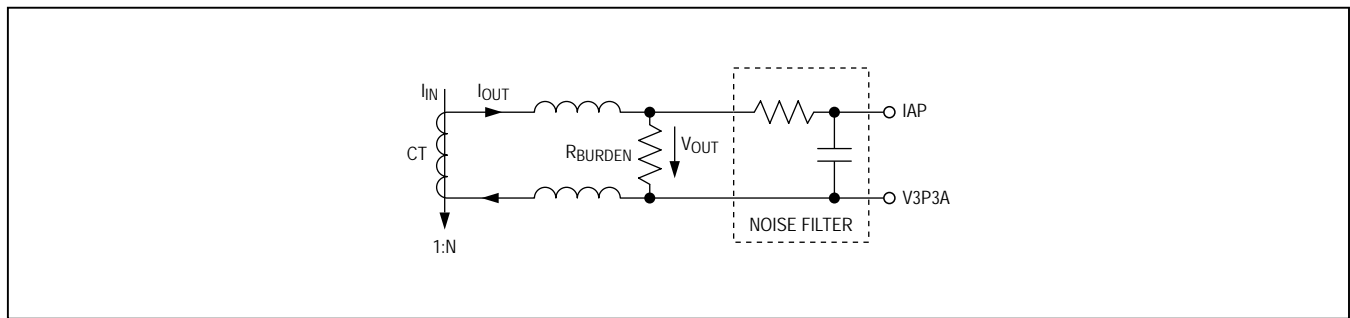 IIN
IOUT
IAP
CT
RBURDEN
VOUT
V3P3A
NOISE FILTER
1:N